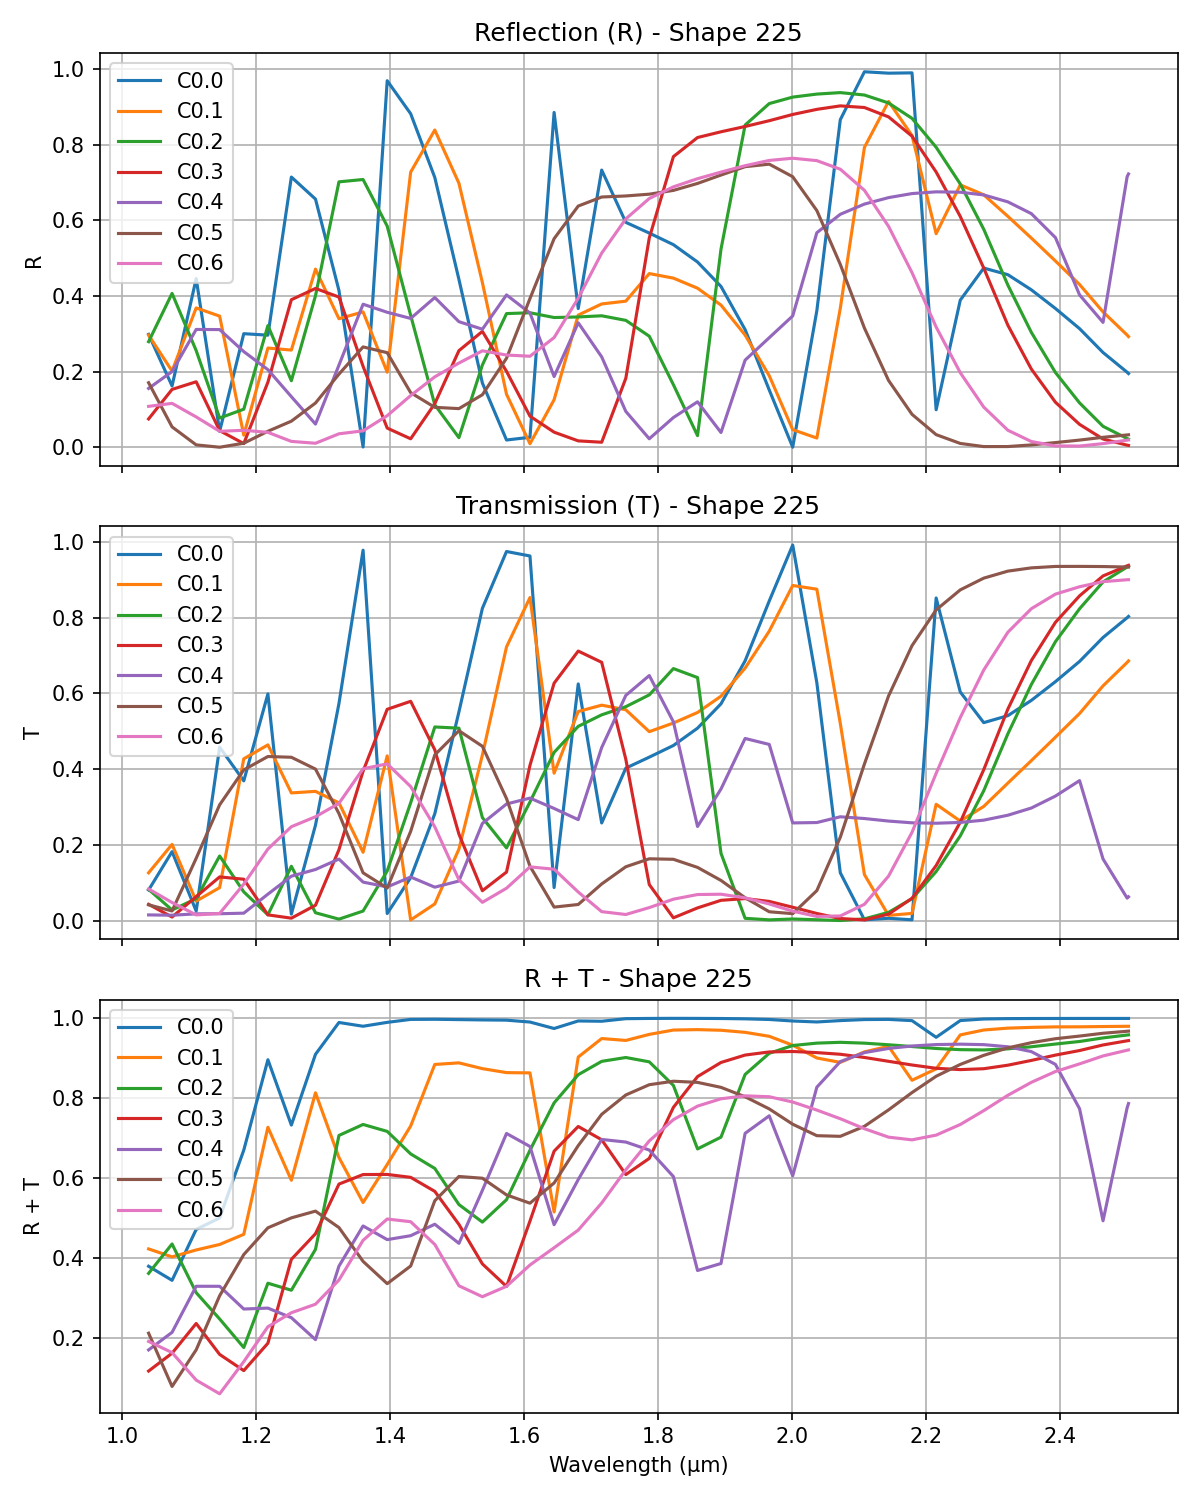 Reflection (R) - Shape 225
1.0
0.8
0.6
0.4
0.2
0.0
R
C0.0
C0.1
C0.2
C0.3
C0.4
C0.5
C0.6
Transmission (T) - Shape 225
1.0
0.8
0.6
0.4
0.2
0.0
T
C0.0
C0.1
C0.2
C0.3
C0.4
C0.5
C0.6
R + T - Shape 225
1.0
0.8
0.6
0.4
0.2
R + T
C0.0
C0.1
C0.2
C0.3
C0.4
C0.5
C0.6
1.0 1.2 1.4 1.6 1.8 2.0 2.2 2.4
Wavelength (μm)